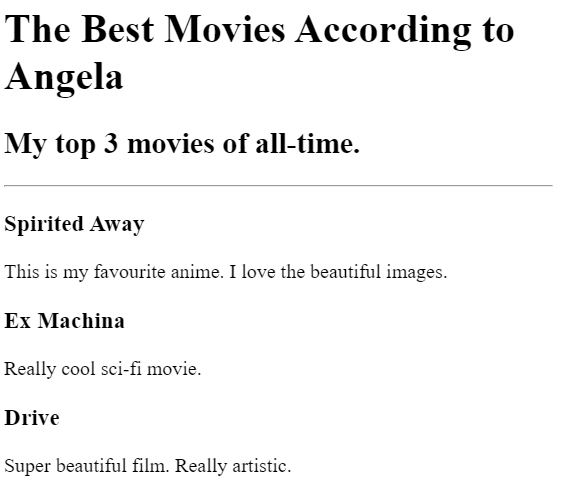 The Best Movies According to
Angela
My top 3 movies of all-time.
Spirited Away
This is my favourite anime. I love the beautiful images.
Ex Machina
Really cool sci-fi movie.
Drive
Super beautiful film. Really artistic.